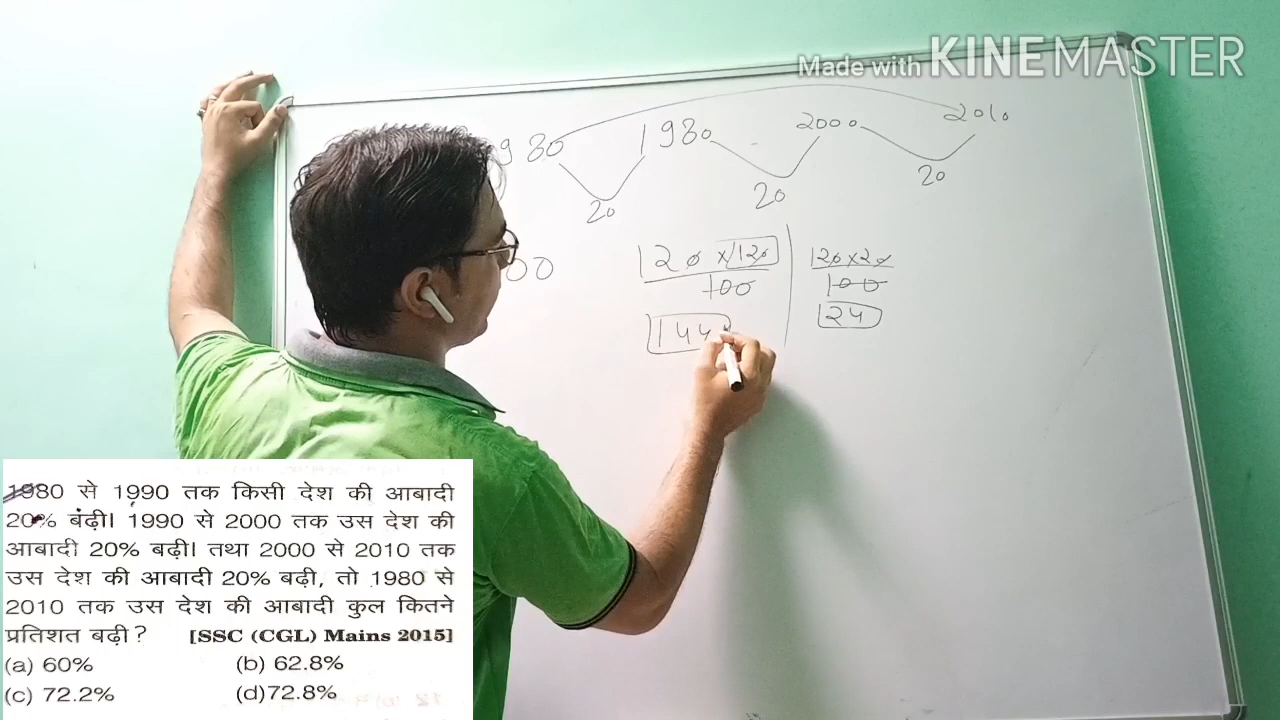 Made with KINEMASTER
980 1980 2000 2010
20 20 20
00
120 × 120
100
144
120×20
100
24
1980 से 1990 तक किसी देश की आबादी
20% बढ़ी। 1990 से 2000 तक उस देश की
आबादी 20% बढ़ी। तथा 2000 से 2010 तक
उस देश की आबादी 20% बढ़ी, तो 1980 से
2010 तक उस देश की आबादी कुल कितने
प्रतिशत बढ़ी? [SSC (CGL) Mains 2015]
(a) 60% (b) 62.8%
(c) 72.2% (d)72.8%